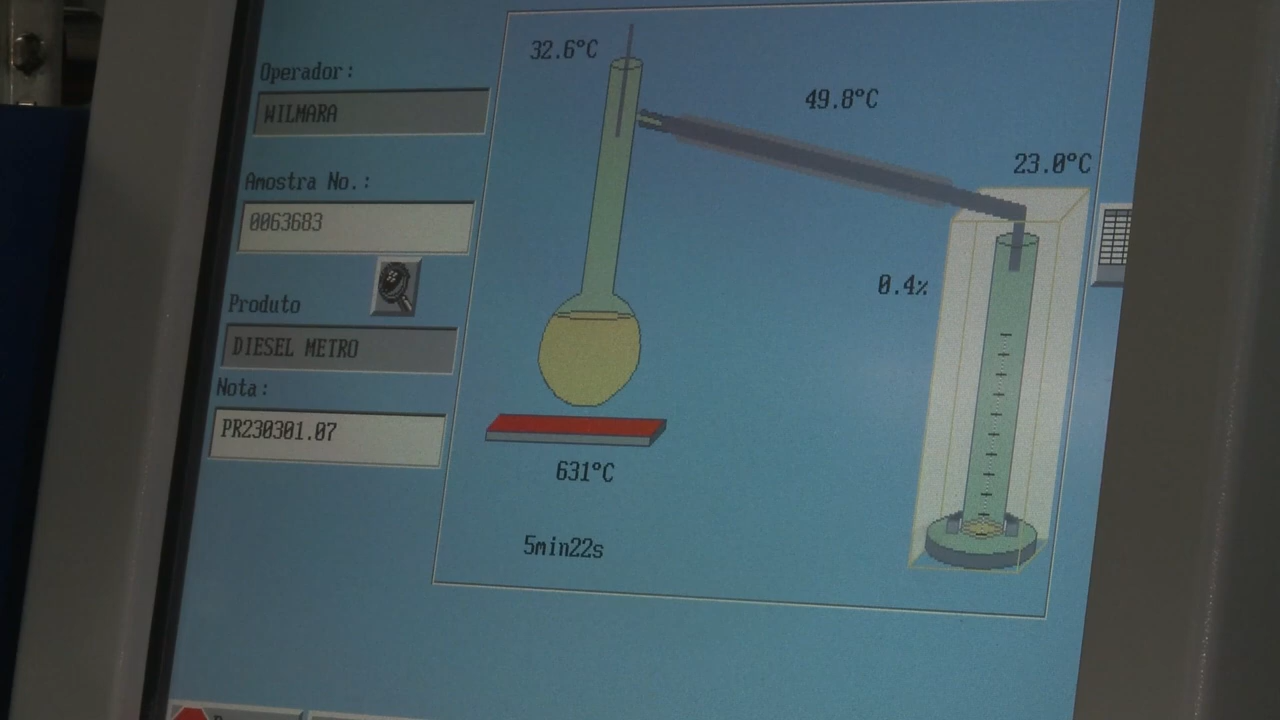 Operador:
WILMARA
Amostra No.:
0063683
Produto
DIESEL METRO
Nota:
PR230301.07
32.6°C
49.8°C
23.0°C
0.4%
631°C
5min22s